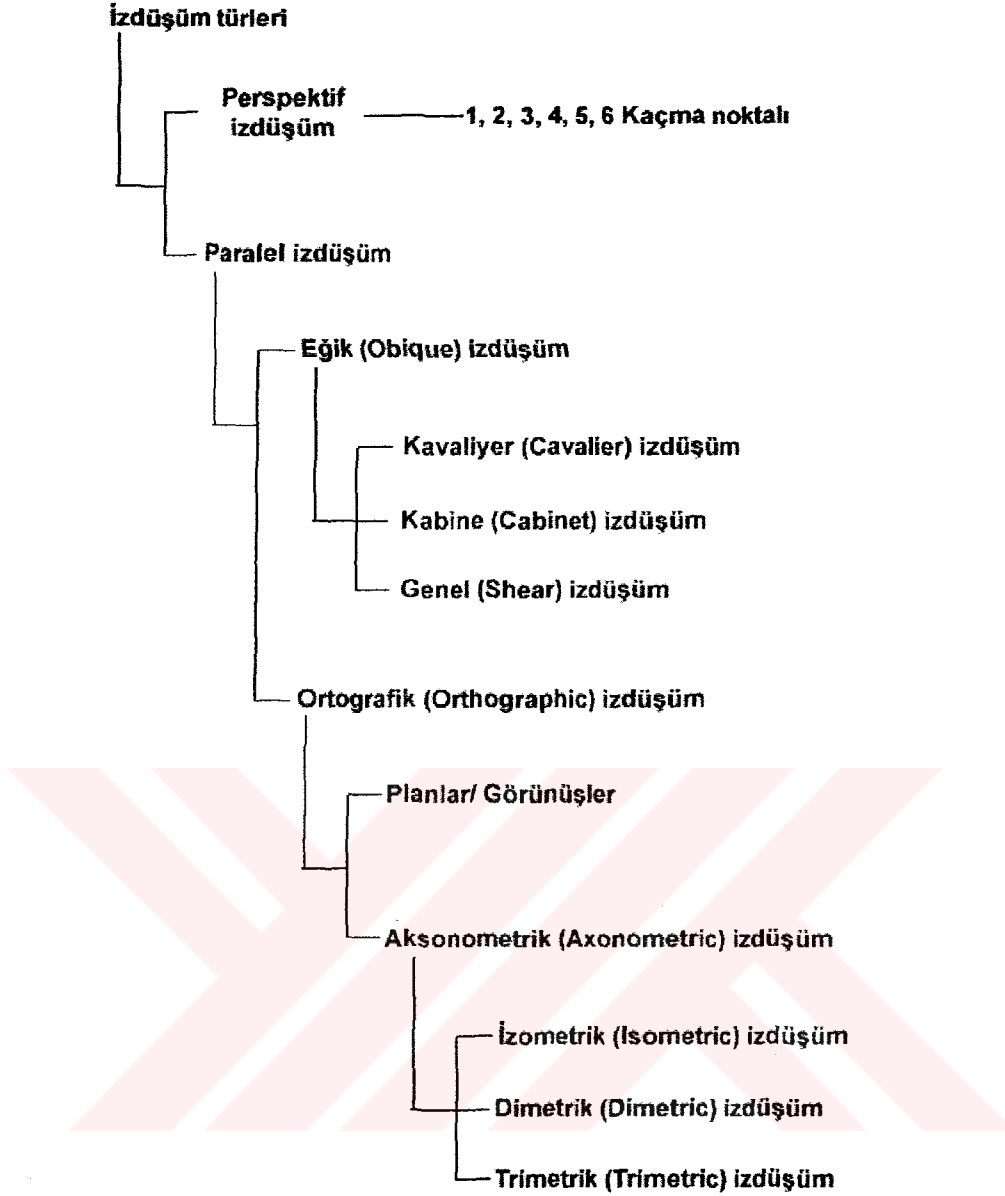 İzdüşüm türleri
Perspektif
izdüşüm
1, 2, 3, 4, 5, 6 Kaçma noktalı
Paralel izdüşüm
Eğik (Obique) izdüşüm
Kavaliyer (Cavalier) izdüşüm
Kabine (Cabinet) izdüşüm
Genel (Shear) izdüşüm
Ortografik (Orthographic) izdüşüm
Planlar/ Görünüşler
Aksonometrik (Axonometric) izdüşüm
İzometrik (Isometric) izdüşüm
Dimetrik (Dimetric) izdüşüm
Trimetrik (Trimetric) izdüşüm